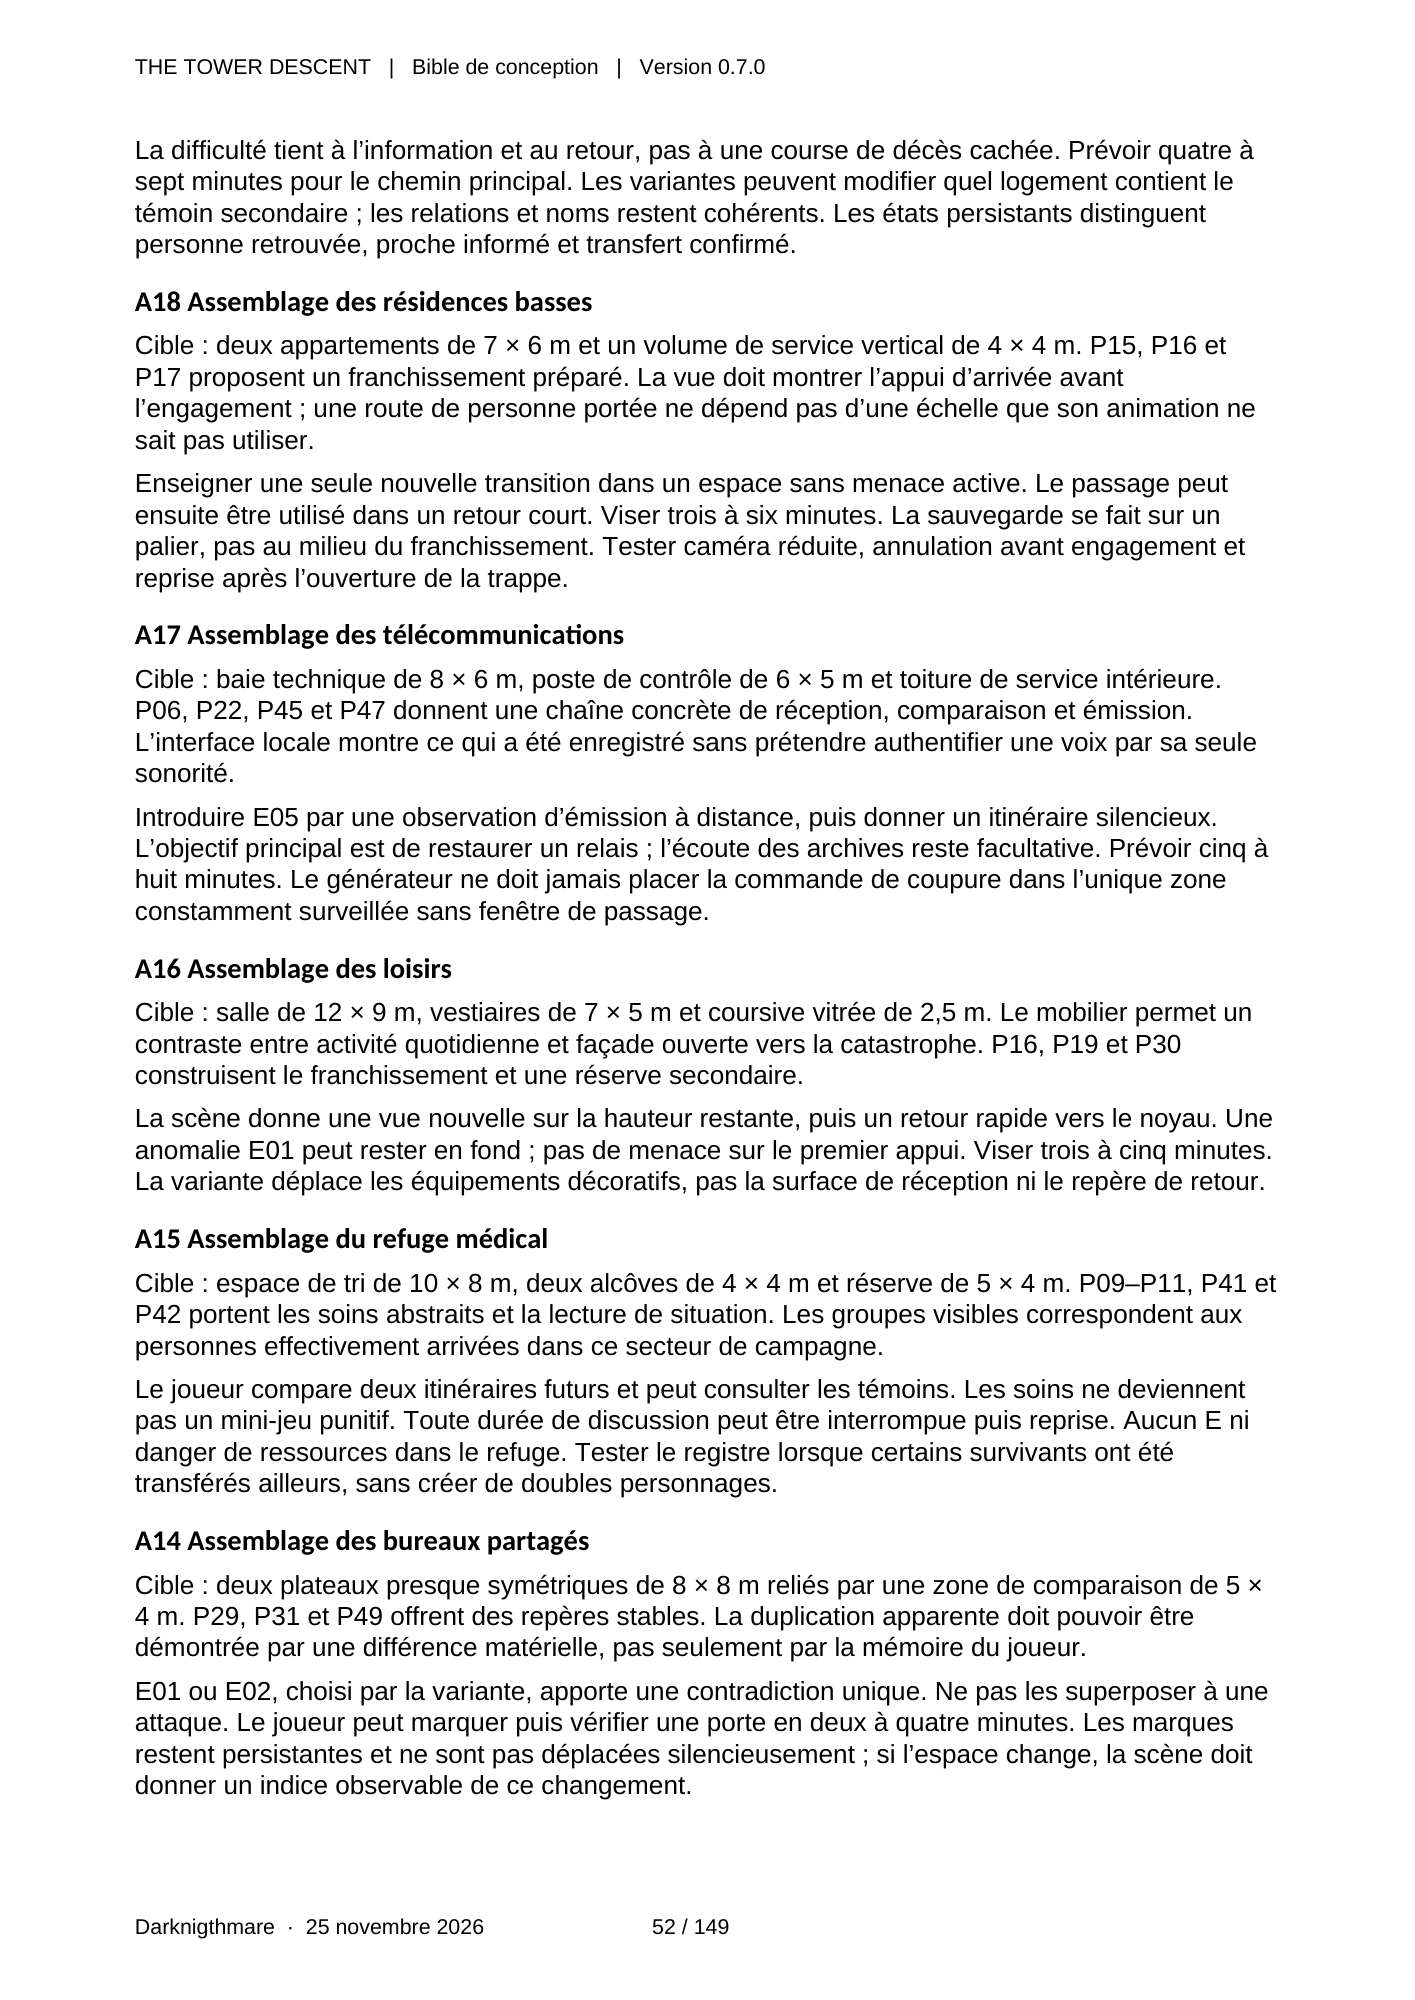 THE TOWER DESCENT | Bible de conception | Version 0.7.0
La difficulté tient à l’information et au retour, pas à une course de décès cachée. Prévoir quatre à
sept minutes pour le chemin principal. Les variantes peuvent modifier quel logement contient le
témoin secondaire ; les relations et noms restent cohérents. Les états persistants distinguent
personne retrouvée, proche informé et transfert confirmé.
A18 Assemblage des résidences basses
Cible : deux appartements de 7 × 6 m et un volume de service vertical de 4 × 4 m. P15, P16 et
P17 proposent un franchissement préparé. La vue doit montrer l’appui d’arrivée avant
l’engagement ; une route de personne portée ne dépend pas d’une échelle que son animation ne
sait pas utiliser.
Enseigner une seule nouvelle transition dans un espace sans menace active. Le passage peut
ensuite être utilisé dans un retour court. Viser trois à six minutes. La sauvegarde se fait sur un
palier, pas au milieu du franchissement. Tester caméra réduite, annulation avant engagement et
reprise après l’ouverture de la trappe.
A17 Assemblage des télécommunications
Cible : baie technique de 8 × 6 m, poste de contrôle de 6 × 5 m et toiture de service intérieure.
P06, P22, P45 et P47 donnent une chaîne concrète de réception, comparaison et émission.
L’interface locale montre ce qui a été enregistré sans prétendre authentifier une voix par sa seule
sonorité.
Introduire E05 par une observation d’émission à distance, puis donner un itinéraire silencieux.
L’objectif principal est de restaurer un relais ; l’écoute des archives reste facultative. Prévoir cinq à
huit minutes. Le générateur ne doit jamais placer la commande de coupure dans l’unique zone
constamment surveillée sans fenêtre de passage.
A16 Assemblage des loisirs
Cible : salle de 12 × 9 m, vestiaires de 7 × 5 m et coursive vitrée de 2,5 m. Le mobilier permet un
contraste entre activité quotidienne et façade ouverte vers la catastrophe. P16, P19 et P30
construisent le franchissement et une réserve secondaire.
La scène donne une vue nouvelle sur la hauteur restante, puis un retour rapide vers le noyau. Une
anomalie E01 peut rester en fond ; pas de menace sur le premier appui. Viser trois à cinq minutes.
La variante déplace les équipements décoratifs, pas la surface de réception ni le repère de retour.
A15 Assemblage du refuge médical
Cible : espace de tri de 10 × 8 m, deux alcôves de 4 × 4 m et réserve de 5 × 4 m. P09–P11, P41 et
P42 portent les soins abstraits et la lecture de situation. Les groupes visibles correspondent aux
personnes effectivement arrivées dans ce secteur de campagne.
Le joueur compare deux itinéraires futurs et peut consulter les témoins. Les soins ne deviennent
pas un mini-jeu punitif. Toute durée de discussion peut être interrompue puis reprise. Aucun E ni
danger de ressources dans le refuge. Tester le registre lorsque certains survivants ont été
transférés ailleurs, sans créer de doubles personnages.
A14 Assemblage des bureaux partagés
Cible : deux plateaux presque symétriques de 8 × 8 m reliés par une zone de comparaison de 5 ×
4 m. P29, P31 et P49 offrent des repères stables. La duplication apparente doit pouvoir être
démontrée par une différence matérielle, pas seulement par la mémoire du joueur.
E01 ou E02, choisi par la variante, apporte une contradiction unique. Ne pas les superposer à une
attaque. Le joueur peut marquer puis vérifier une porte en deux à quatre minutes. Les marques
restent persistantes et ne sont pas déplacées silencieusement ; si l’espace change, la scène doit
donner un indice observable de ce changement.
Darknigthmare · 25 novembre 2026 52 / 149